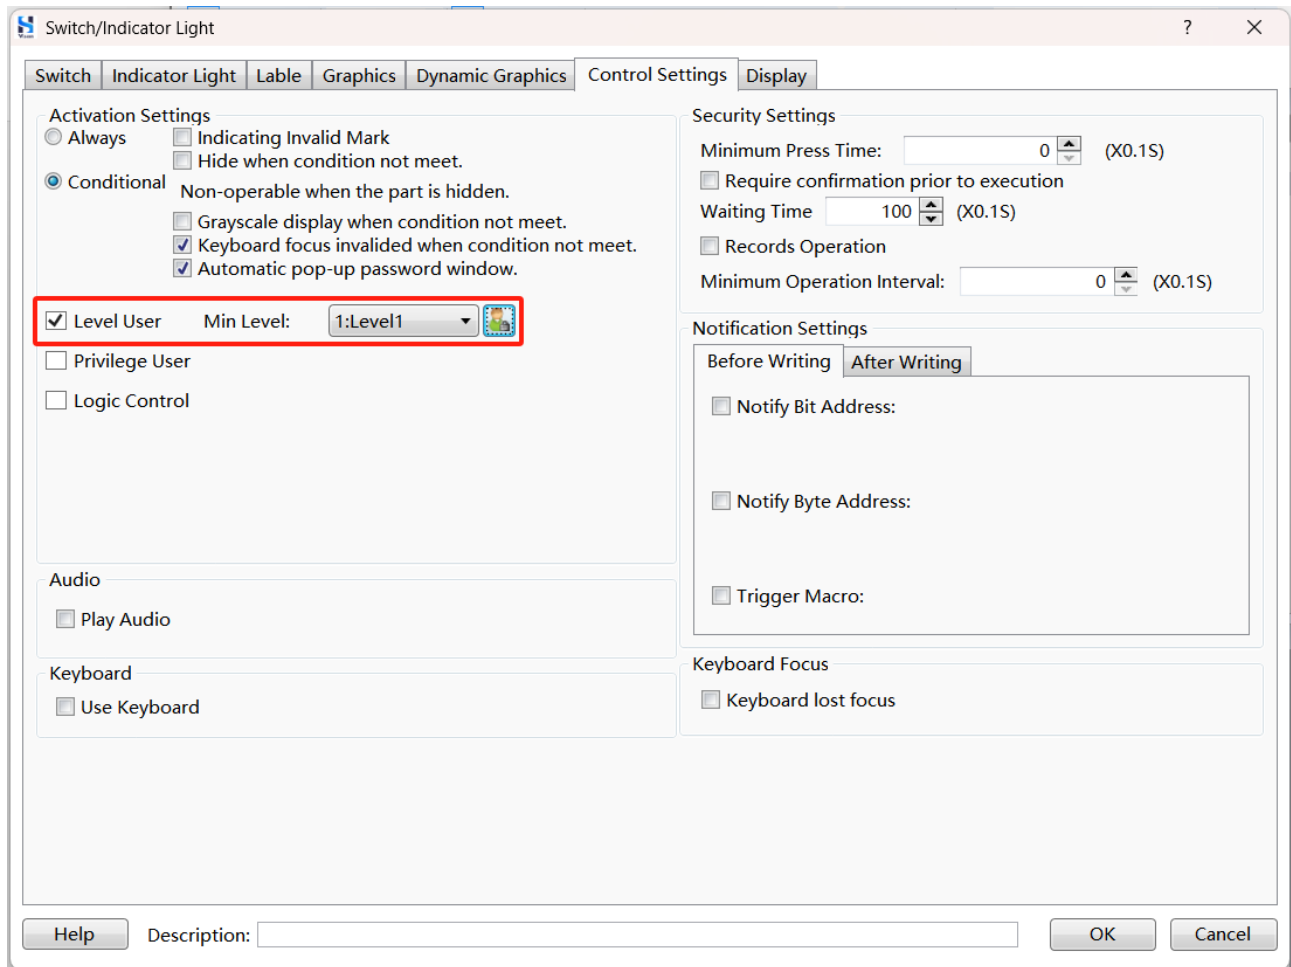 Switch/Indicator Light
?
Switch
Indicator Light
Lable
Graphics
Dynamic Graphics
Control Settings
Display
Activation Settings
Always
Indicating Invalid Mark
Hide when condition not meet.
Conditional
Non-operable when the part is hidden.
Grayscale display when condition not meet.
Keyboard focus invalided when condition not meet.
Automatic pop-up password window.
Level User
Min Level:
1:Level1
Privilege User
Logic Control
Audio
Play Audio
Keyboard
Use Keyboard
Security Settings
Minimum Press Time:
0
(X0.1S)
Require confirmation prior to execution
Waiting Time
100
(X0.1S)
Records Operation
Minimum Operation Interval:
0
(X0.1S)
Notification Settings
Before Writing
After Writing
Notify Bit Address:
Notify Byte Address:
Trigger Macro:
Keyboard Focus
Keyboard lost focus
Help
Description:
OK
Cancel